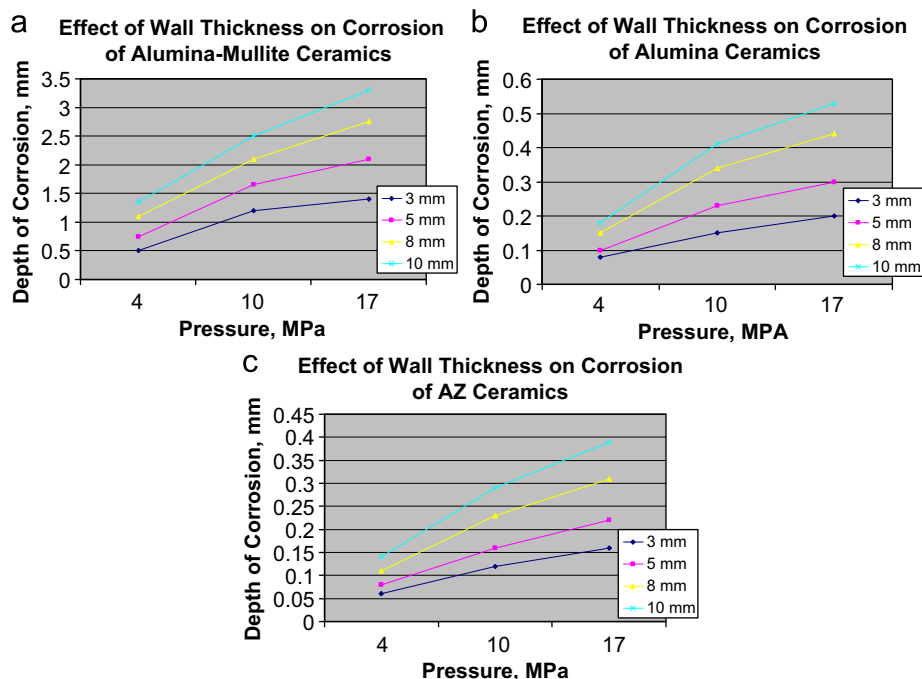 a
Effect of Wall Thickness on Corrosion
of Alumina-Mullite Ceramics
Depth of Corrosion, mm
3.5
3
2.5
2
1.5
1
0.5
0
4 10 17
Pressure, MPa
3 mm
5 mm
8 mm
10 mm
b
Effect of Wall Thickness on Corrosion
of Alumina Ceramics
Depth of Corrosion, mm
0.6
0.5
0.4
0.3
0.2
0.1
0
4 10 17
Pressure, MPA
3 mm
5 mm
8 mm
10 mm
c
Effect of Wall Thickness on Corrosion
of AZ Ceramics
Depth of Corrosion, mm
0.45
0.4
0.35
0.3
0.25
0.2
0.15
0.1
0.05
0
4 10 17
Pressure, MPa
3 mm
5 mm
8 mm
10 mm